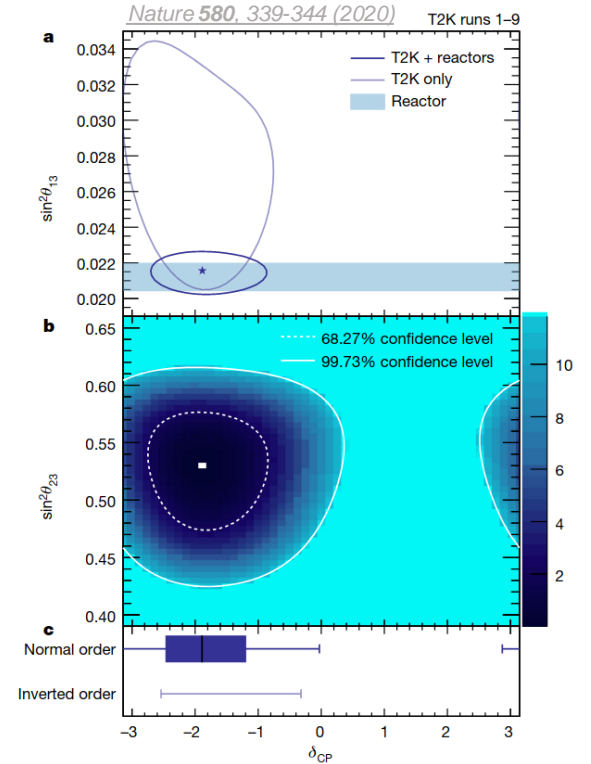 Nature 580, 339-344 (2020)
T2K runs 1–9
a
T2K + reactors
T2K only
Reactor
0.034
0.032
0.030
0.028
0.026
0.024
0.022
0.020
sin²θ₁₃
b
68.27% confidence level
99.73% confidence level
0.65
0.60
0.55
0.50
0.45
0.40
sin²θ₂₃
10
8
6
4
2
c
Normal order
Inverted order
–3 –2 –1 0 1 2 3
δCP